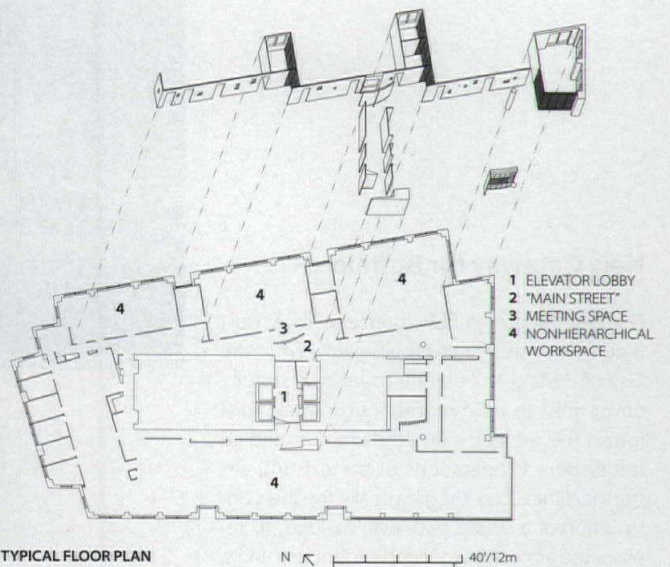 4
4
4
3
2
1
4
1 ELEVATOR LOBBY
2 "MAIN STREET"
3 MEETING SPACE
4 NONHIERARCHICAL
WORKSPACE
TYPICAL FLOOR PLAN
N
40'/12m